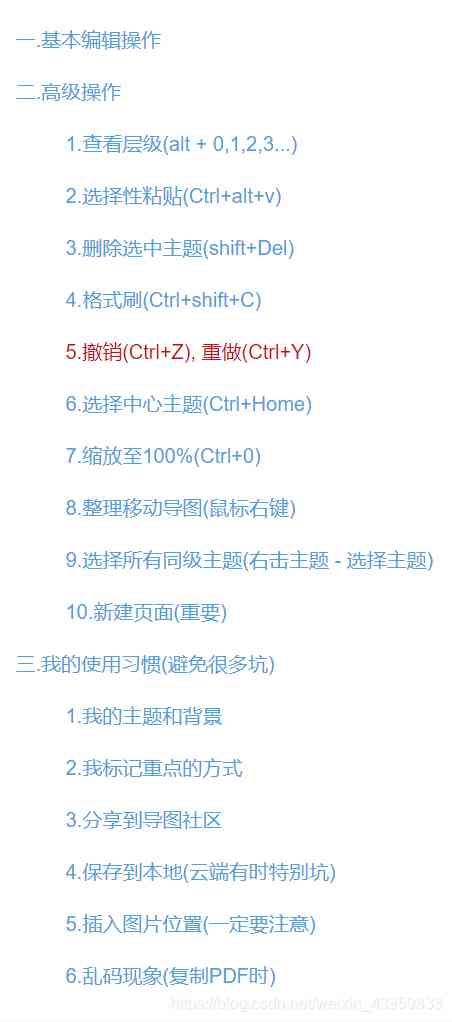 一.基本编辑操作
二.高级操作
1.查看层级(alt + 0,1,2,3...)
2.选择性粘贴(Ctrl+alt+v)
3.删除选中主题(shift+Del)
4.格式刷(Ctrl+shift+C)
5.撤销(Ctrl+Z), 重做(Ctrl+Y)
6.选择中心主题(Ctrl+Home)
7.缩放至100%(Ctrl+0)
8.整理移动导图(鼠标右键)
9.选择所有同级主题(右击主题 - 选择主题)
10.新建页面(重要)
三.我的使用习惯(避免很多坑)
1.我的主题和背景
2.我标记重点的方式
3.分享到导图社区
4.保存到本地(云端有时特别坑)
5.插入图片位置(一定要注意)
6.乱码现象(复制PDF时)
https://blog.csdn.net/weixin_43959833